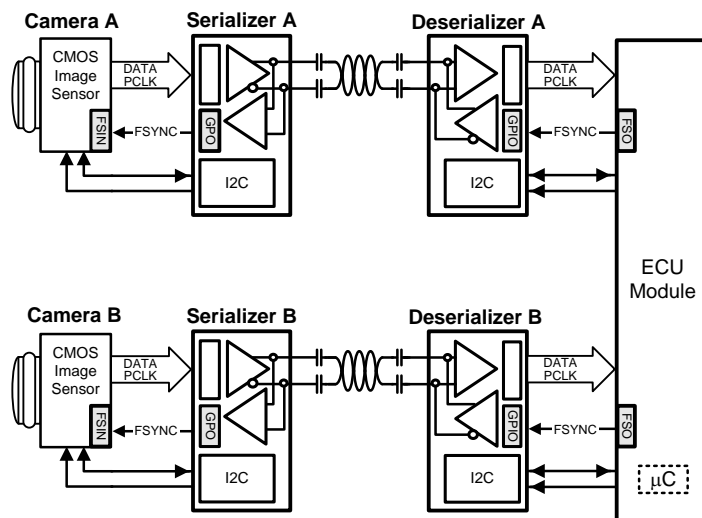 Camera A
Serializer A
Deserializer A
CMOS
Image
Sensor
DATA
PCLK
DATA
PCLK
FSIN
FSYNC
GPO
GPIO
FSYNC
FSO
I2C
I2C
ECU
Module
Camera B
Serializer B
Deserializer B
CMOS
Image
Sensor
DATA
PCLK
DATA
PCLK
FSIN
FSYNC
GPO
GPIO
FSYNC
FSO
I2C
I2C
μC